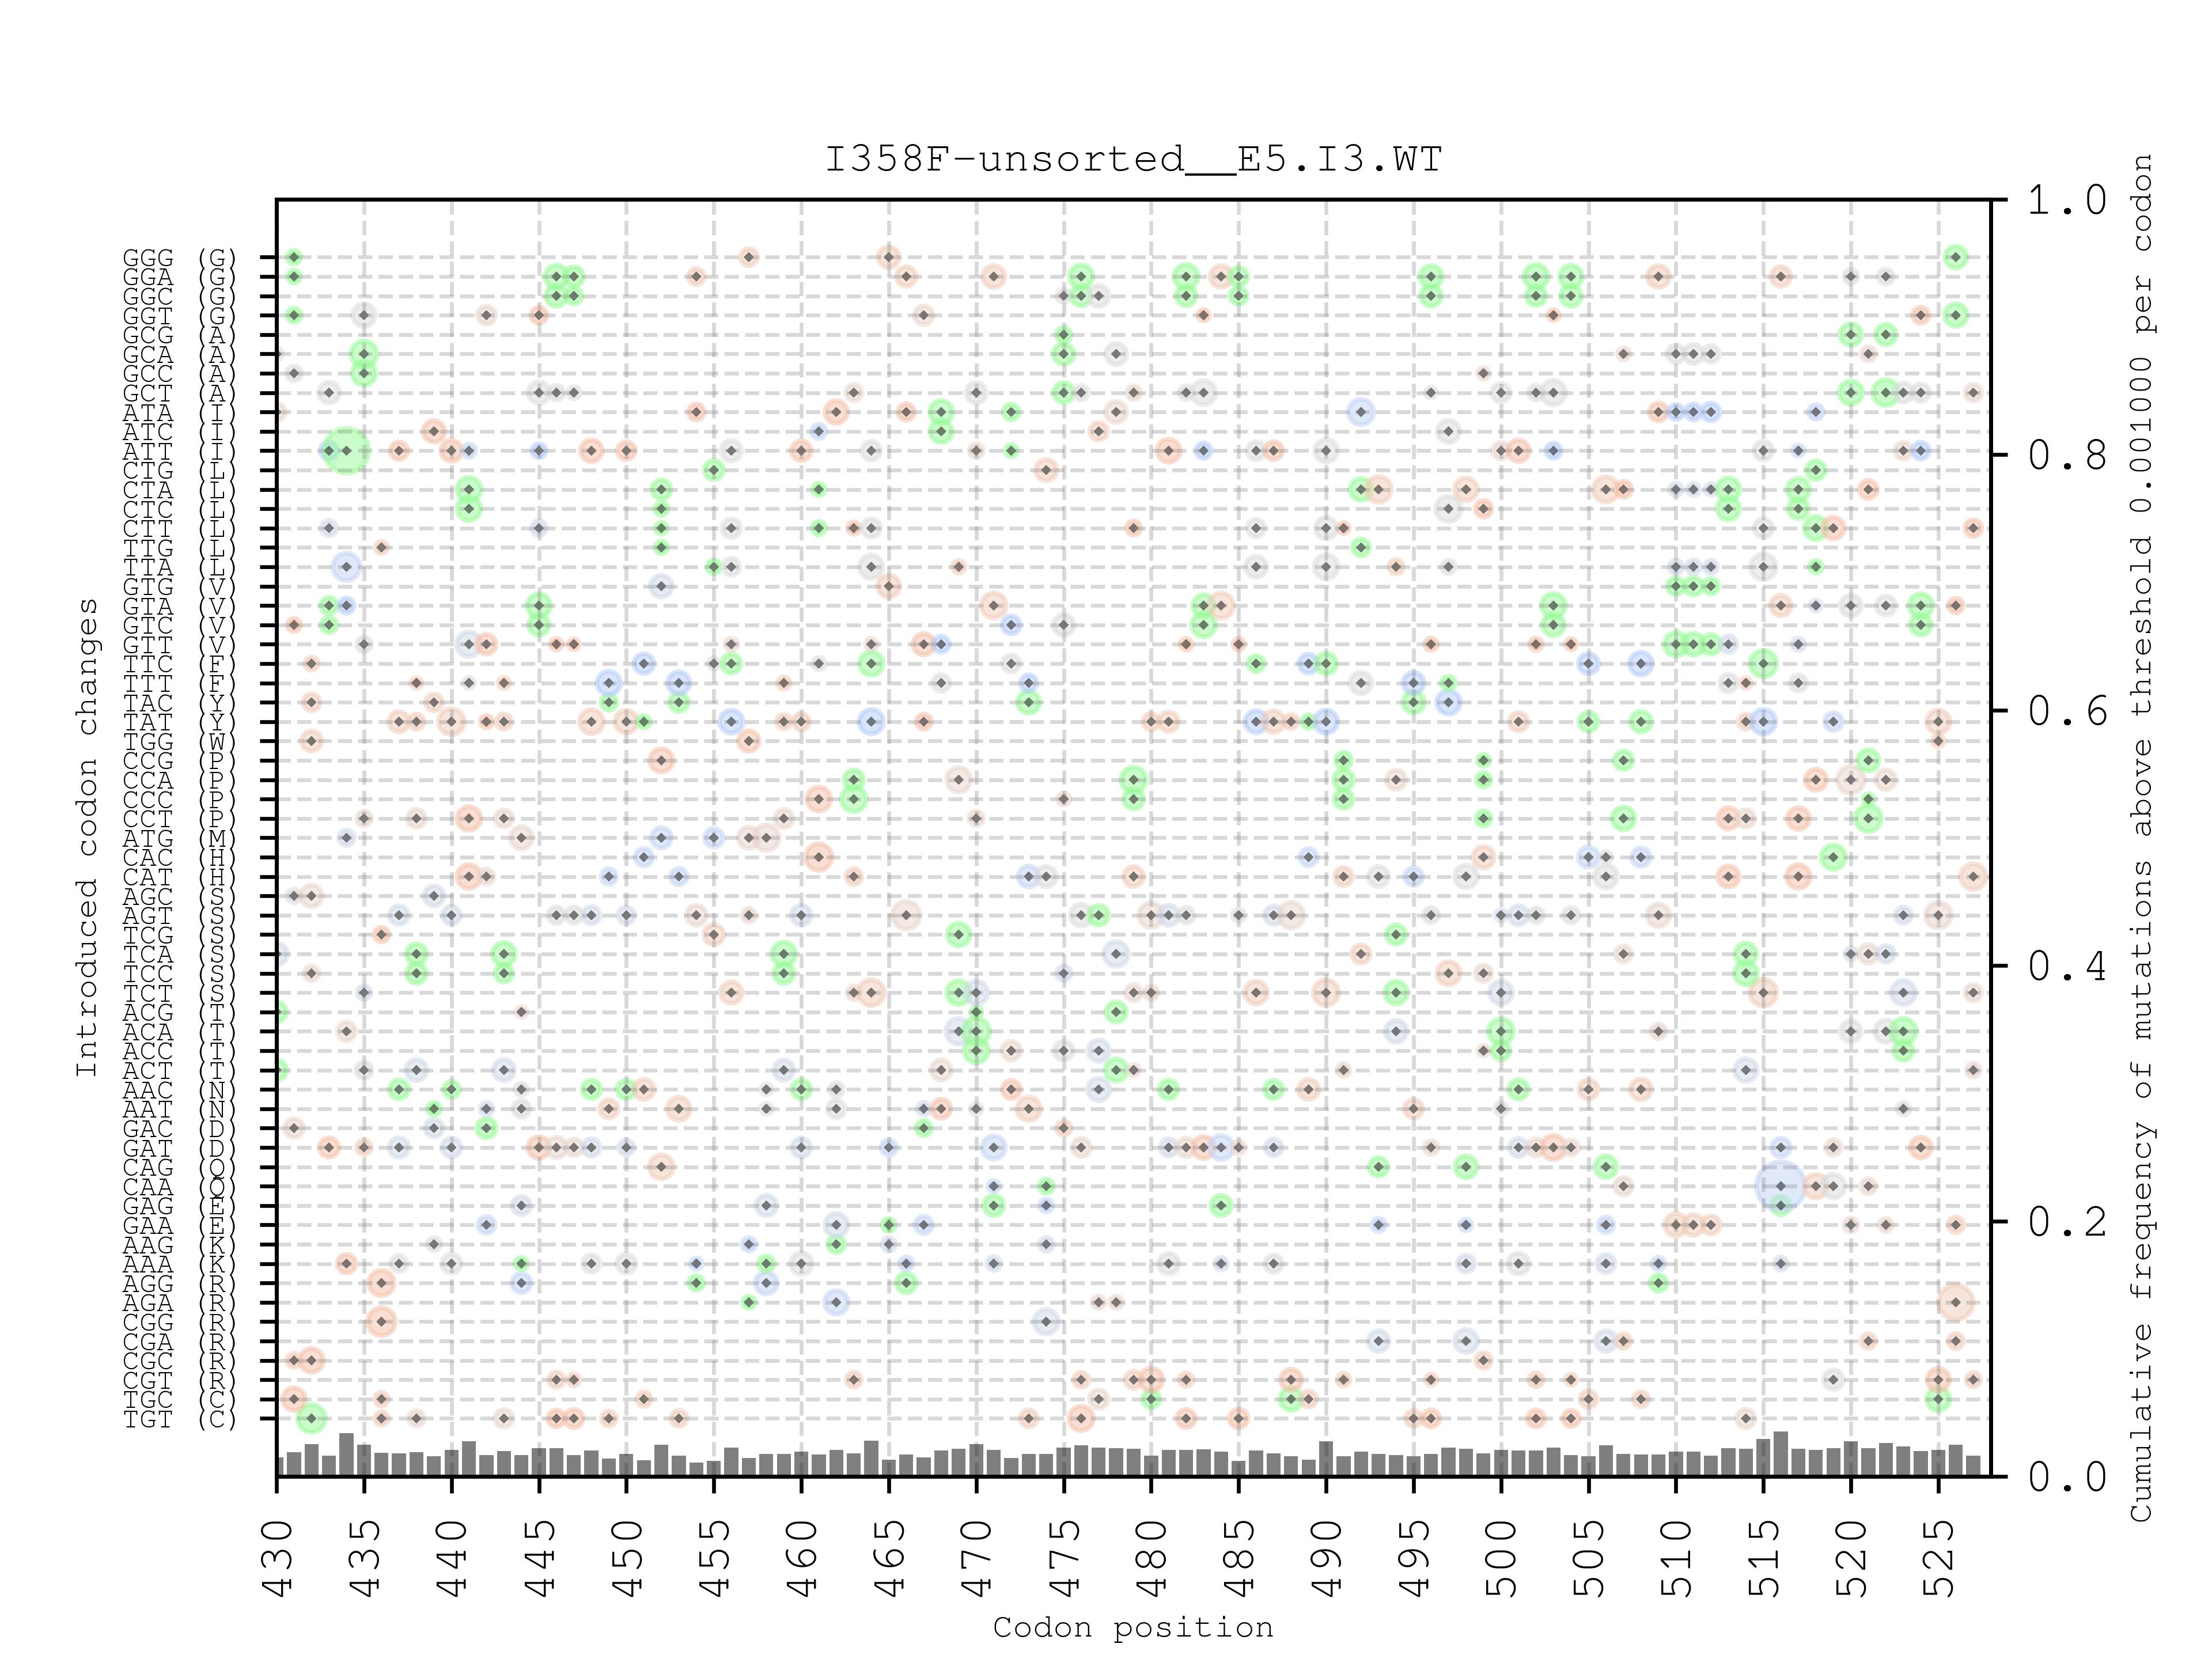 I358F-unsorted__E5.I3.WT
Introduced codon changes
GGG (G)
GGA (G)
GGC (G)
GGT (G)
GCG (A)
GCA (A)
GCC (A)
GCT (A)
ATA (I)
ATC (I)
ATT (I)
CTG (L)
CTA (L)
CTC (L)
CTT (L)
TTG (L)
TTA (L)
GTG (V)
GTA (V)
GTC (V)
GTT (V)
TTC (F)
TTT (F)
TAC (Y)
TAT (Y)
TGG (W)
CCG (P)
CCA (P)
CCC (P)
CCT (P)
ATG (M)
CAC (H)
CAT (H)
AGC (S)
AGT (S)
TCG (S)
TCA (S)
TCC (S)
TCT (S)
ACG (T)
ACA (T)
ACC (T)
ACT (T)
AAC (N)
AAT (N)
GAC (D)
GAT (D)
CAG (Q)
CAA (Q)
GAG (E)
GAA (E)
AAG (K)
AAA (K)
AGG (R)
AGA (R)
CGG (R)
CGA (R)
CGC (R)
CGT (R)
TGC (C)
TGT (C)
1.0
0.8
0.6
0.4
0.2
0.0
Cumulative frequency of mutations above threshold 0.001000 per codon
430 435 440 445 450 455 460 465 470 475 480 485 490 495 500 505 510 515 520 525
Codon position